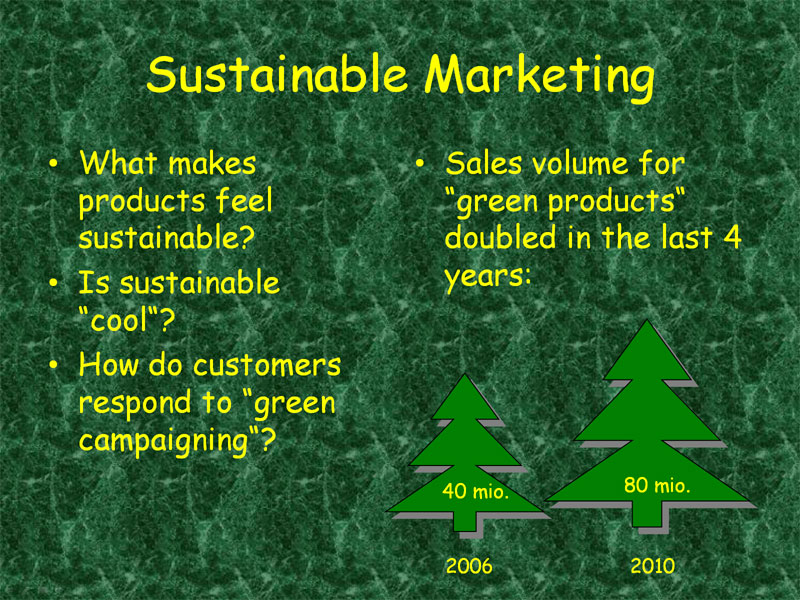 Sustainable Marketing
• What makes
products feel
sustainable?
• Is sustainable
“cool“?
• How do customers
respond to “green
campaigning“?
• Sales volume for
“green products“
doubled in the last 4
years:
40 mio.
80 mio.
2006
2010